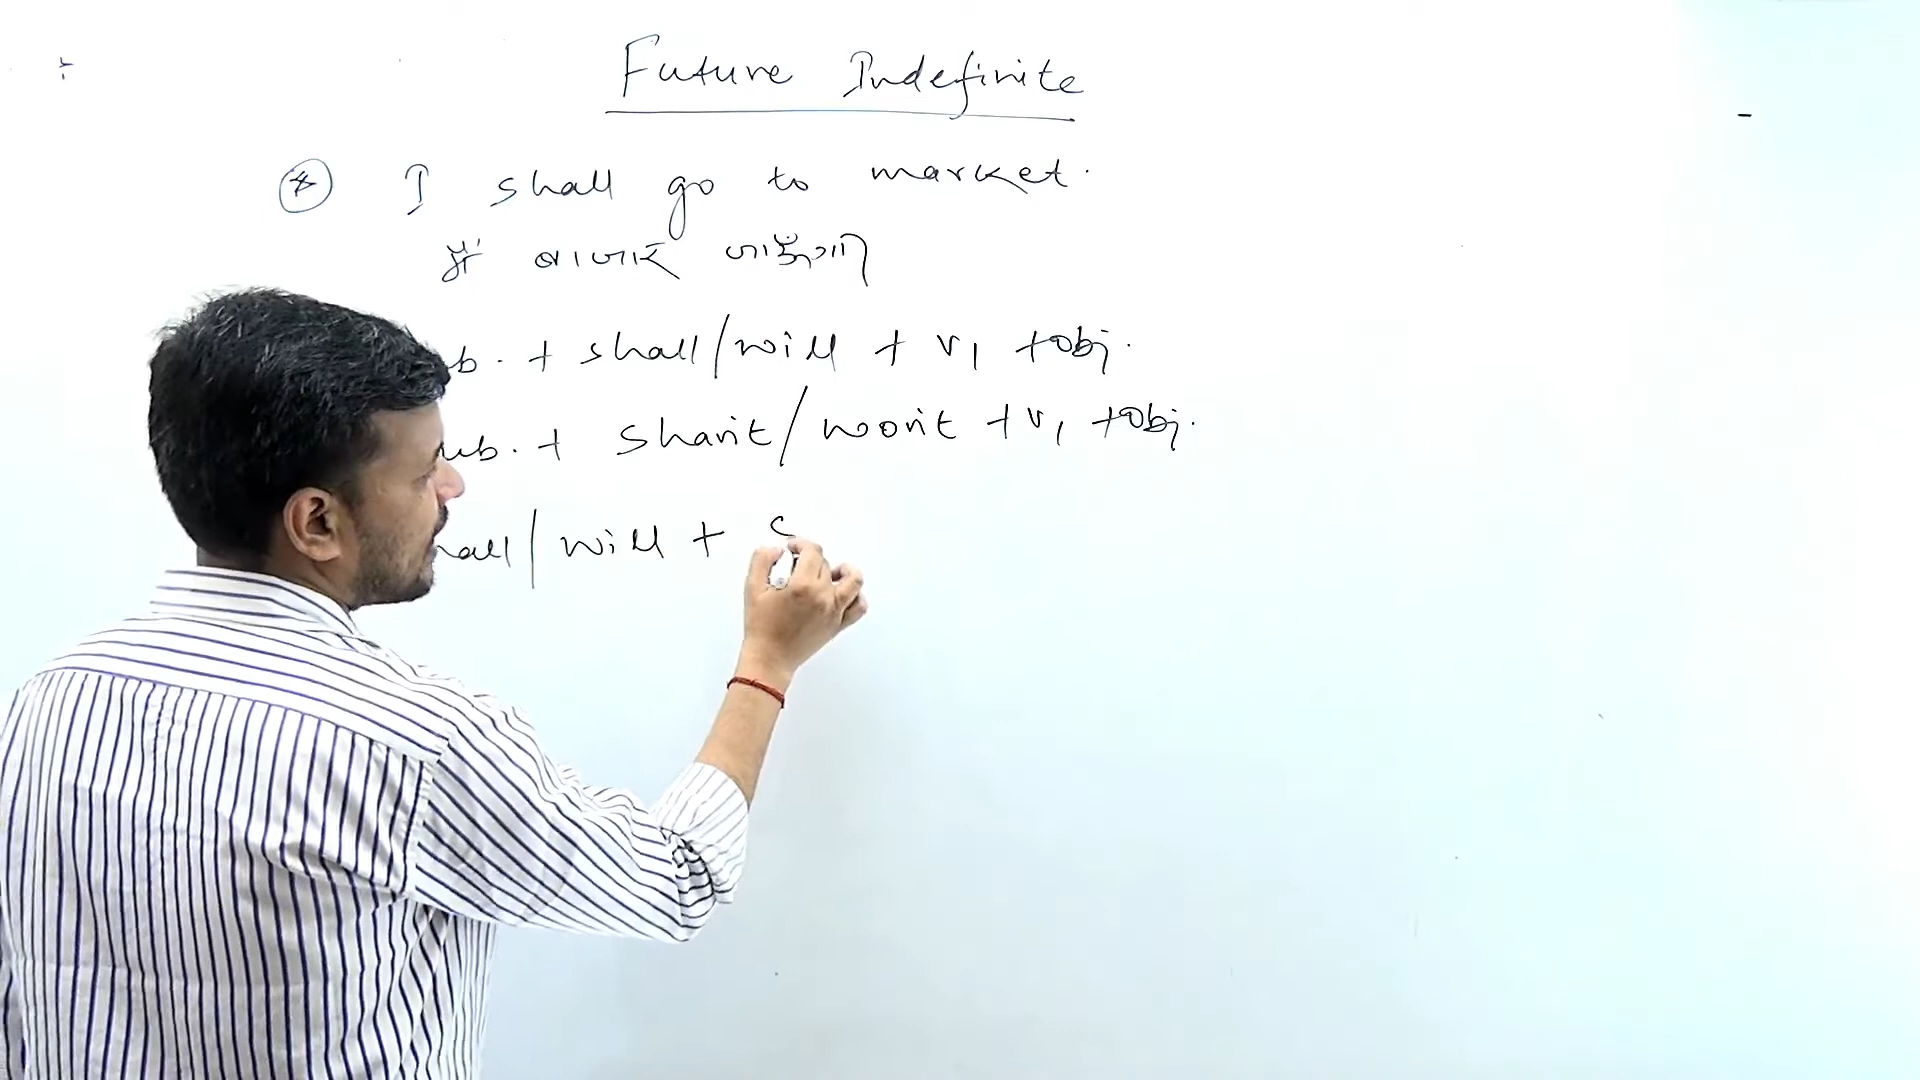 Future Indefinite
* I shall go to market.
मैं बाजार जाऊँगा
ub. + shall/will + V1 + obj.
ub. + shan't/won't + V1 + obj.
hall/will + S